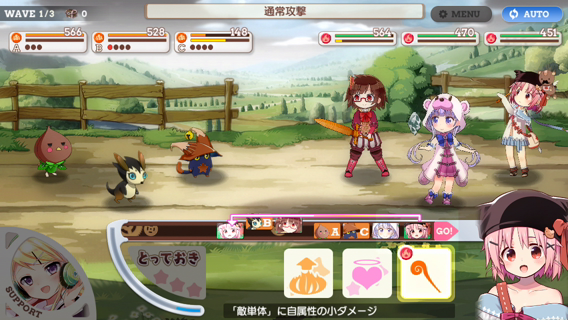 WAVE 1/3
0
通常攻撃
MENU
AUTO
566
528
148
564
470
451
A
B
C
B
A
C
GO!
とっておき
SUPPORT
「敵単体」に自属性の小ダメージ